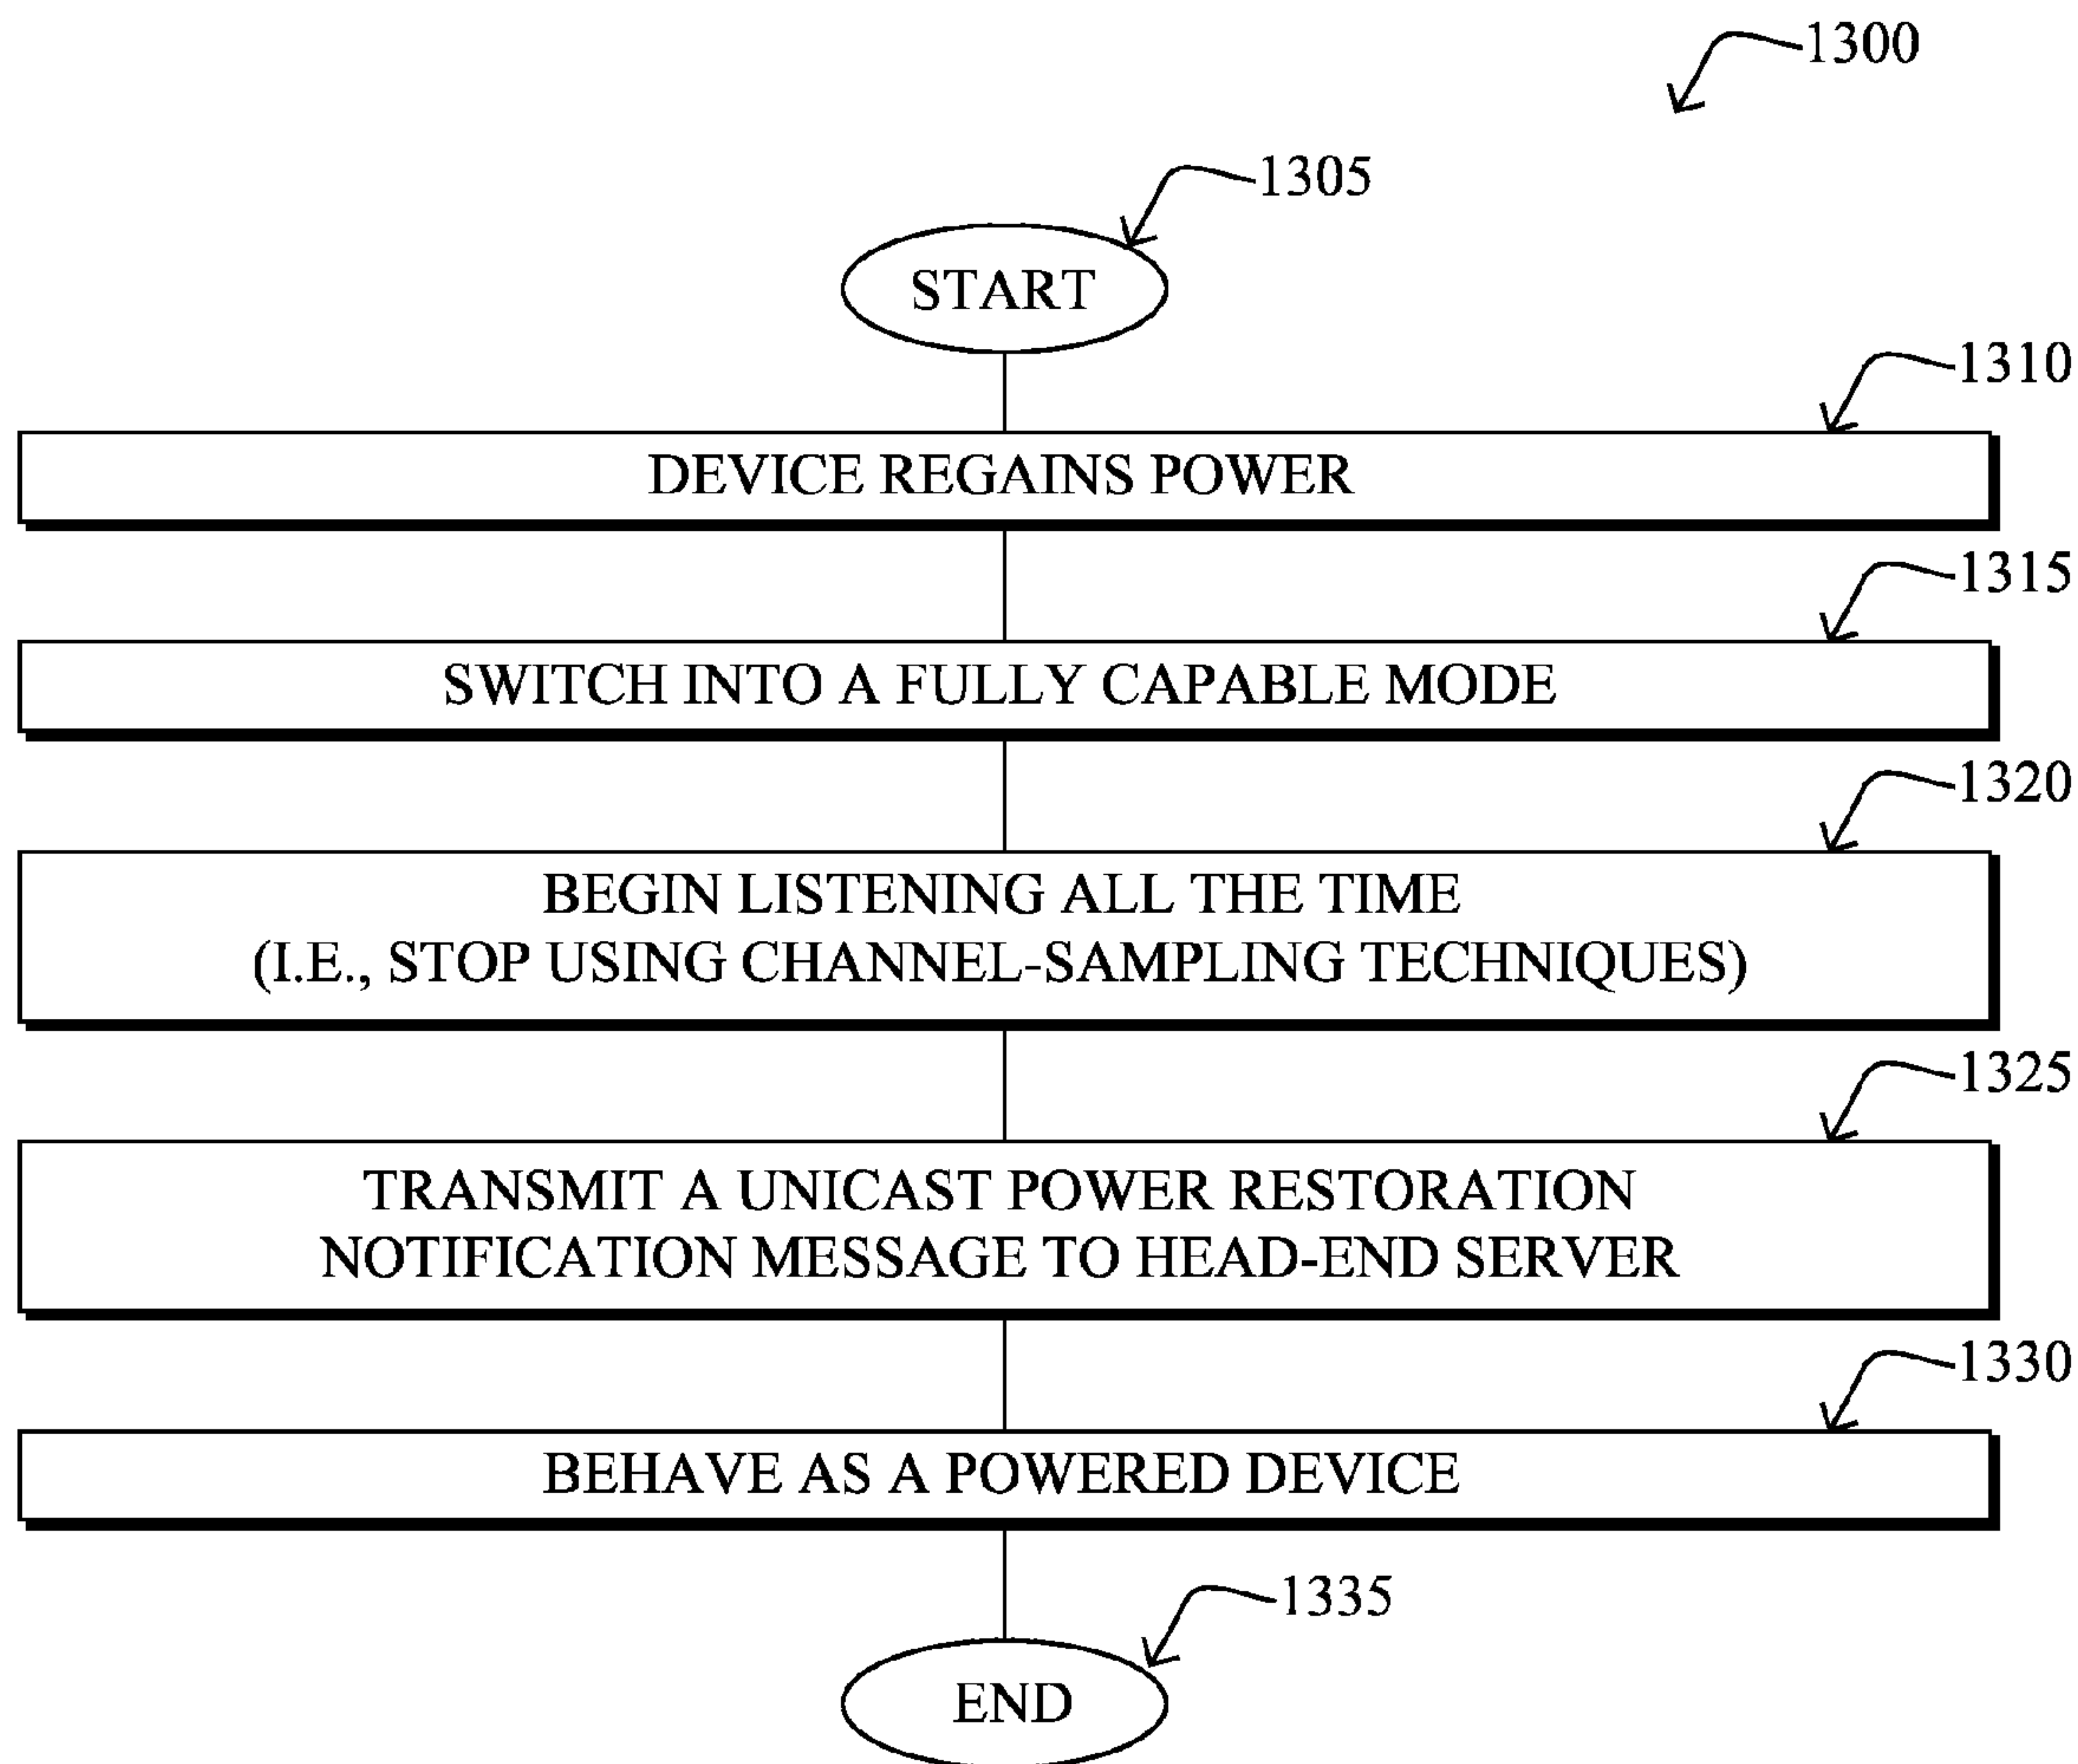 1300
1305
START
1310
DEVICE REGAINS POWER
1315
SWITCH INTO A FULLY CAPABLE MODE
1320
BEGIN LISTENING ALL THE TIME
(I.E., STOP USING CHANNEL-SAMPLING TECHNIQUES)
1325
TRANSMIT A UNICAST POWER RESTORATION
NOTIFICATION MESSAGE TO HEAD-END SERVER
1330
BEHAVE AS A POWERED DEVICE
1335
END